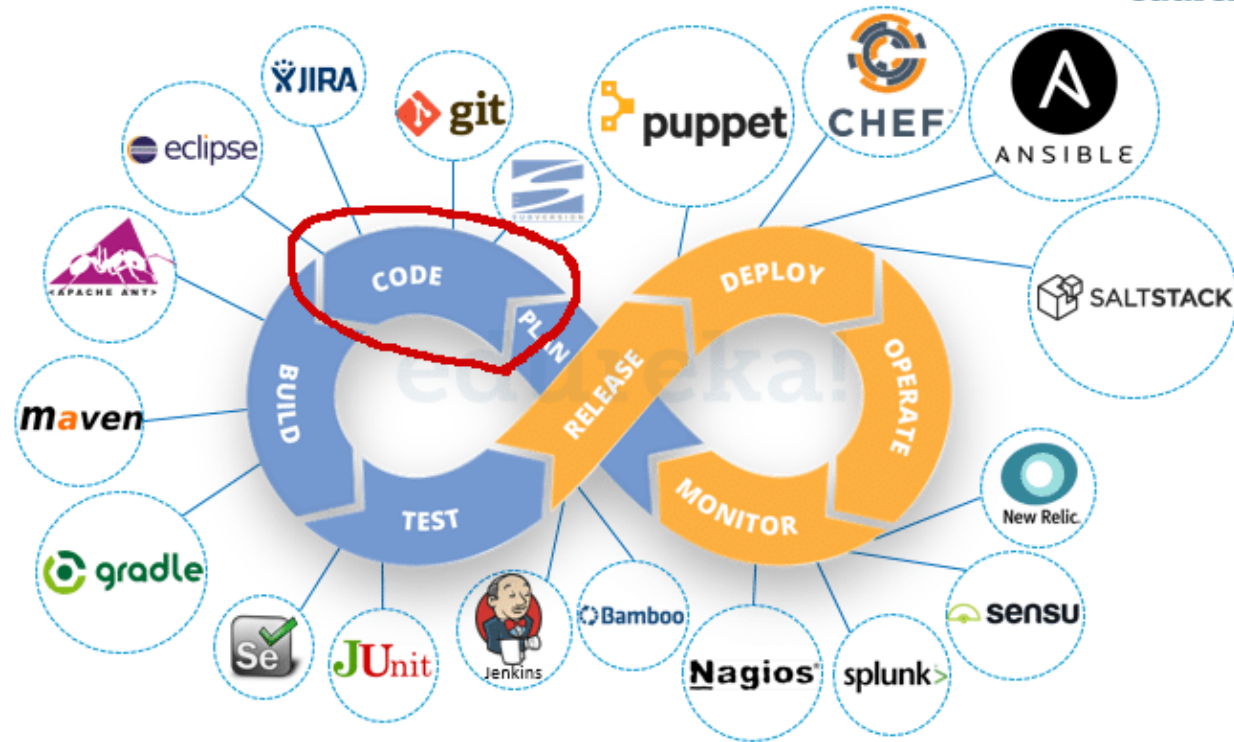 JIRA
git
eclipse
SUBVERSION
puppet
CHEF
ANSIBLE
<APACHE ANT>
CODE
PLAN
DEPLOY
SALTSTACK
edureka!
BUILD
RELEASE
OPERATE
maven
TEST
MONITOR
New Relic.
gradle
Se
JUnit
Jenkins
Bamboo
Nagios®
splunk>
sensu